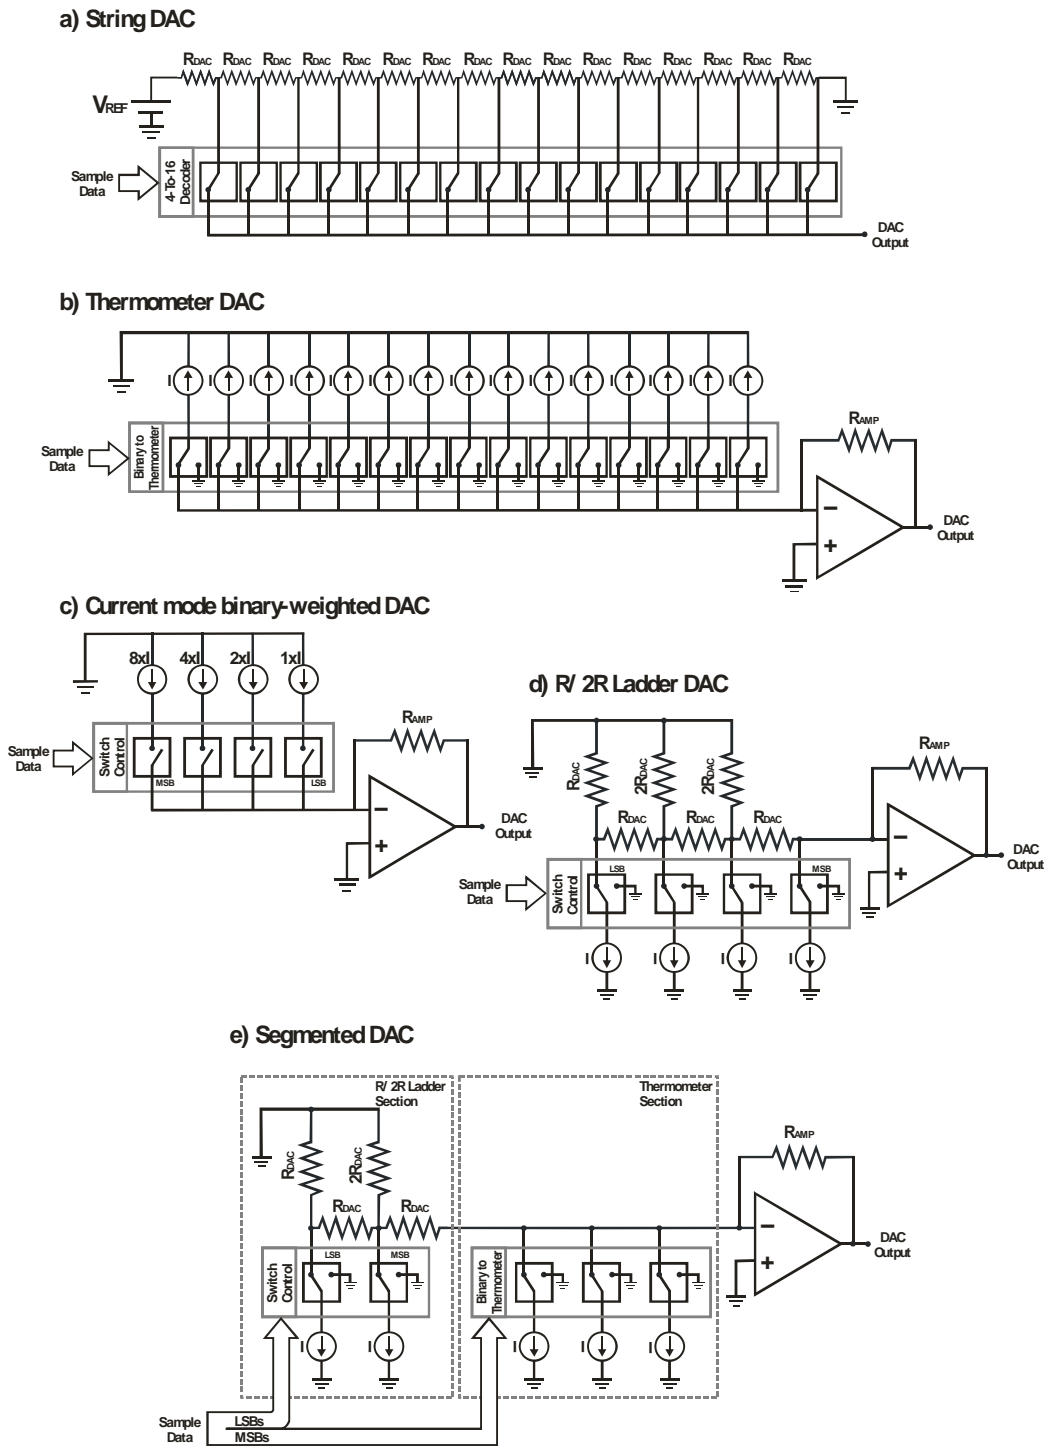 a) String DAC
RDAC RDAC RDAC RDAC RDAC RDAC RDAC RDAC RDAC RDAC RDAC RDAC RDAC RDAC RDAC RDAC
VREF
Sample
Data
4-To-16
Decoder
DAC
Output
b) Thermometer DAC
I I I I I I I I I I I I I I I
RAMP
Sample
Data
Binary to
Thermometer
−
+
DAC
Output
c) Current mode binary-weighted DAC
8xI 4xI 2xI 1xI
RAMP
Sample
Data
Switch
Control
MSB
LSB
−
+
DAC
Output
d) R/ 2R Ladder DAC
RDAC 2RDAC 2RDAC
RAMP
RDAC RDAC RDAC
−
+
DAC
Output
Sample
Data
Switch
Control
LSB
MSB
I I I I
e) Segmented DAC
R/ 2R Ladder
Section
Thermometer
Section
RDAC 2RDAC
RAMP
RDAC RDAC
−
+
DAC
Output
Switch
Control
LSB
MSB
Binary to
Thermometer
I I I I I
Sample
Data
LSBs
MSBs